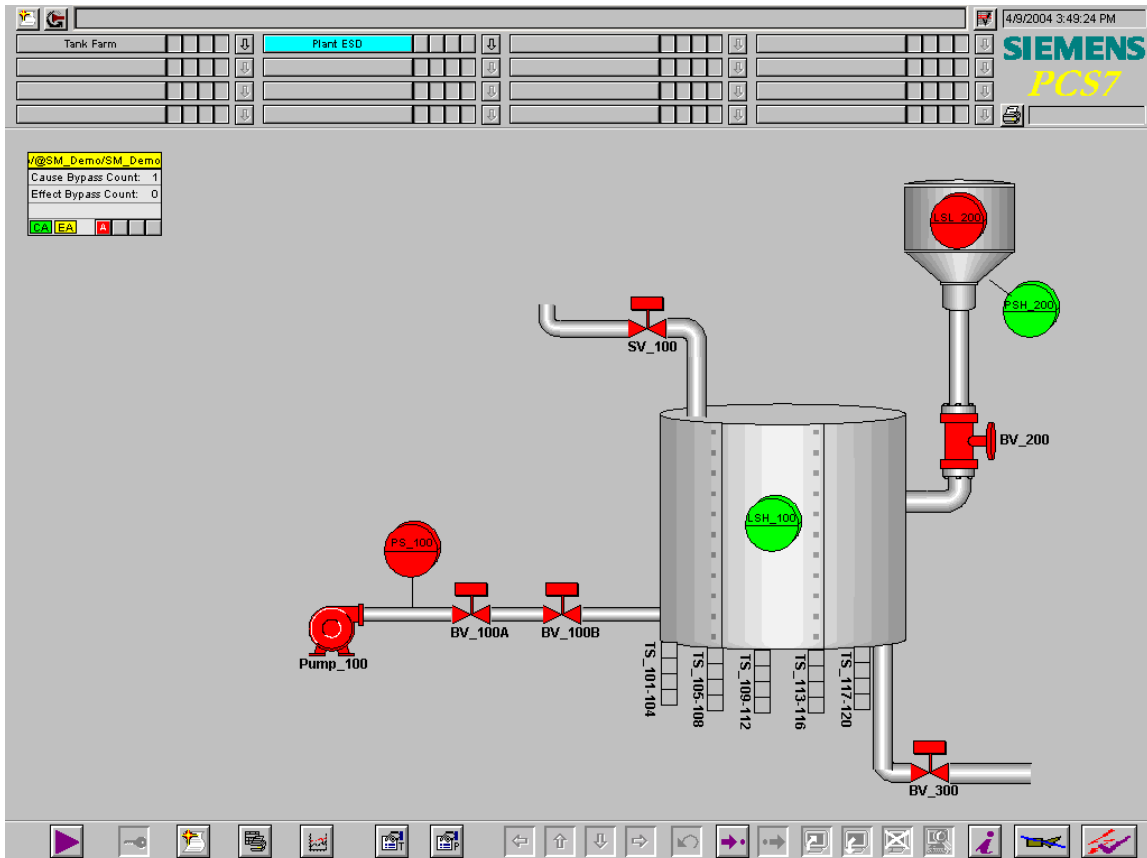 4/9/2004 3:49:24 PM
Tank Farm
Plant ESD
SIEMENS
PCS7
/@SM_Demo/SM_Demo
Cause Bypass Count: 1
Effect Bypass Count: 0
CA EA A
LSL_200
PSH_200
SV_100
BV_200
LSH_100
PS_100
BV_100A
BV_100B
Pump_100
TS_101-104
TS_105-108
TS_109-112
TS_113-116
TS_117-120
BV_300
T
P
i